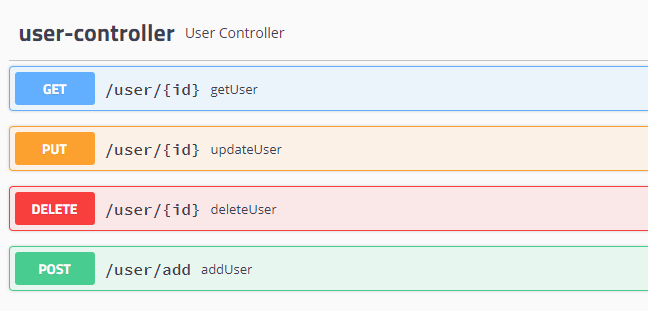 user-controller User Controller
GET /user/{id} getUser
PUT /user/{id} updateUser
DELETE /user/{id} deleteUser
POST /user/add addUser